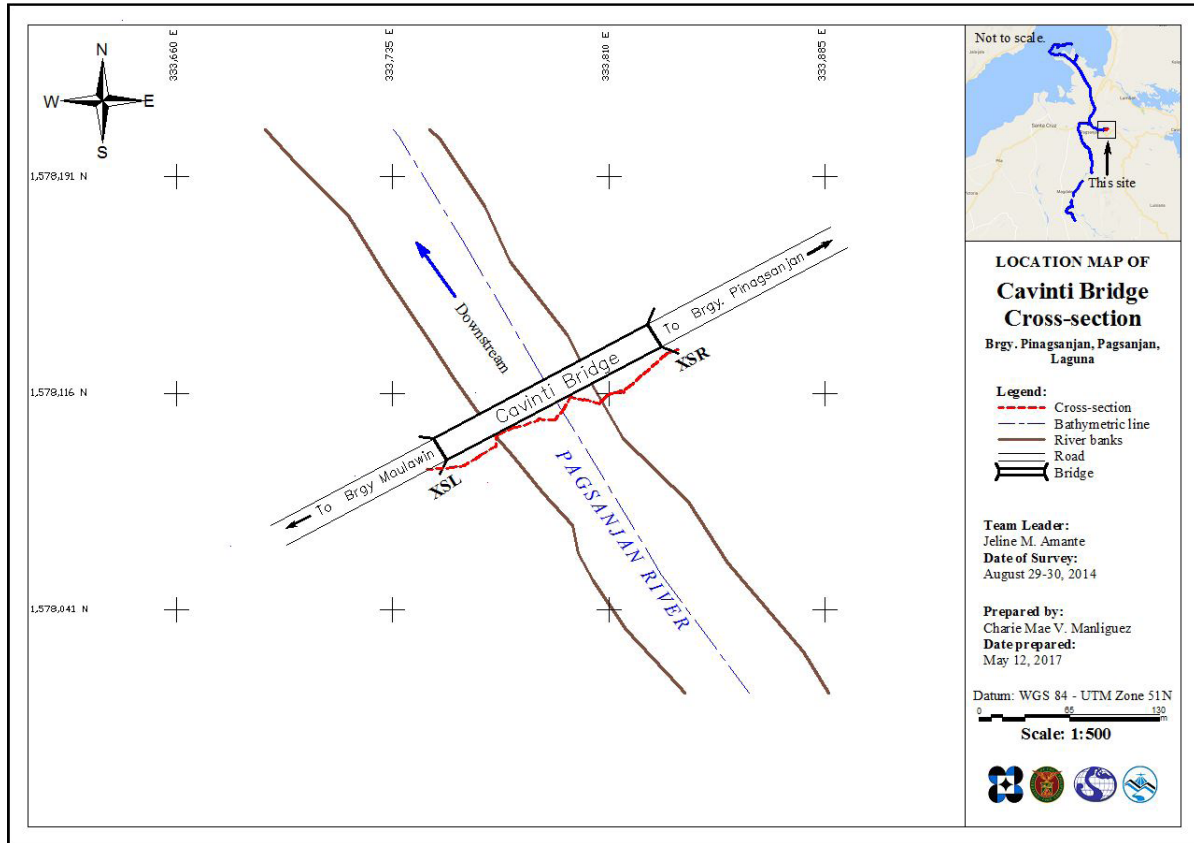 333,660 E
333,735 E
333,810 E
333,885 E
N
W
E
S
1,578,191 N
1,578,116 N
1,578,041 N
Downstream
To Brgy. Pinagsanjan
Cavinti Bridge
XSR
To Brgy Maulawin
XSL
PAGSANJAN RIVER
Not to scale.
Santa Cruz
This site
LOCATION MAP OF
Cavinti Bridge
Cross-section
Brgy. Pinagsanjan, Pagsanjan,
Laguna
Legend:
Cross-section
Bathymetric line
River banks
Road
Bridge
Team Leader:
Jeline M. Amante
Date of Survey:
August 29-30, 2014
Prepared by:
Charie Mae V. Manliguez
Date prepared:
May 12, 2017
Datum: WGS 84 - UTM Zone 51N
0 65 130
m
Scale: 1:500